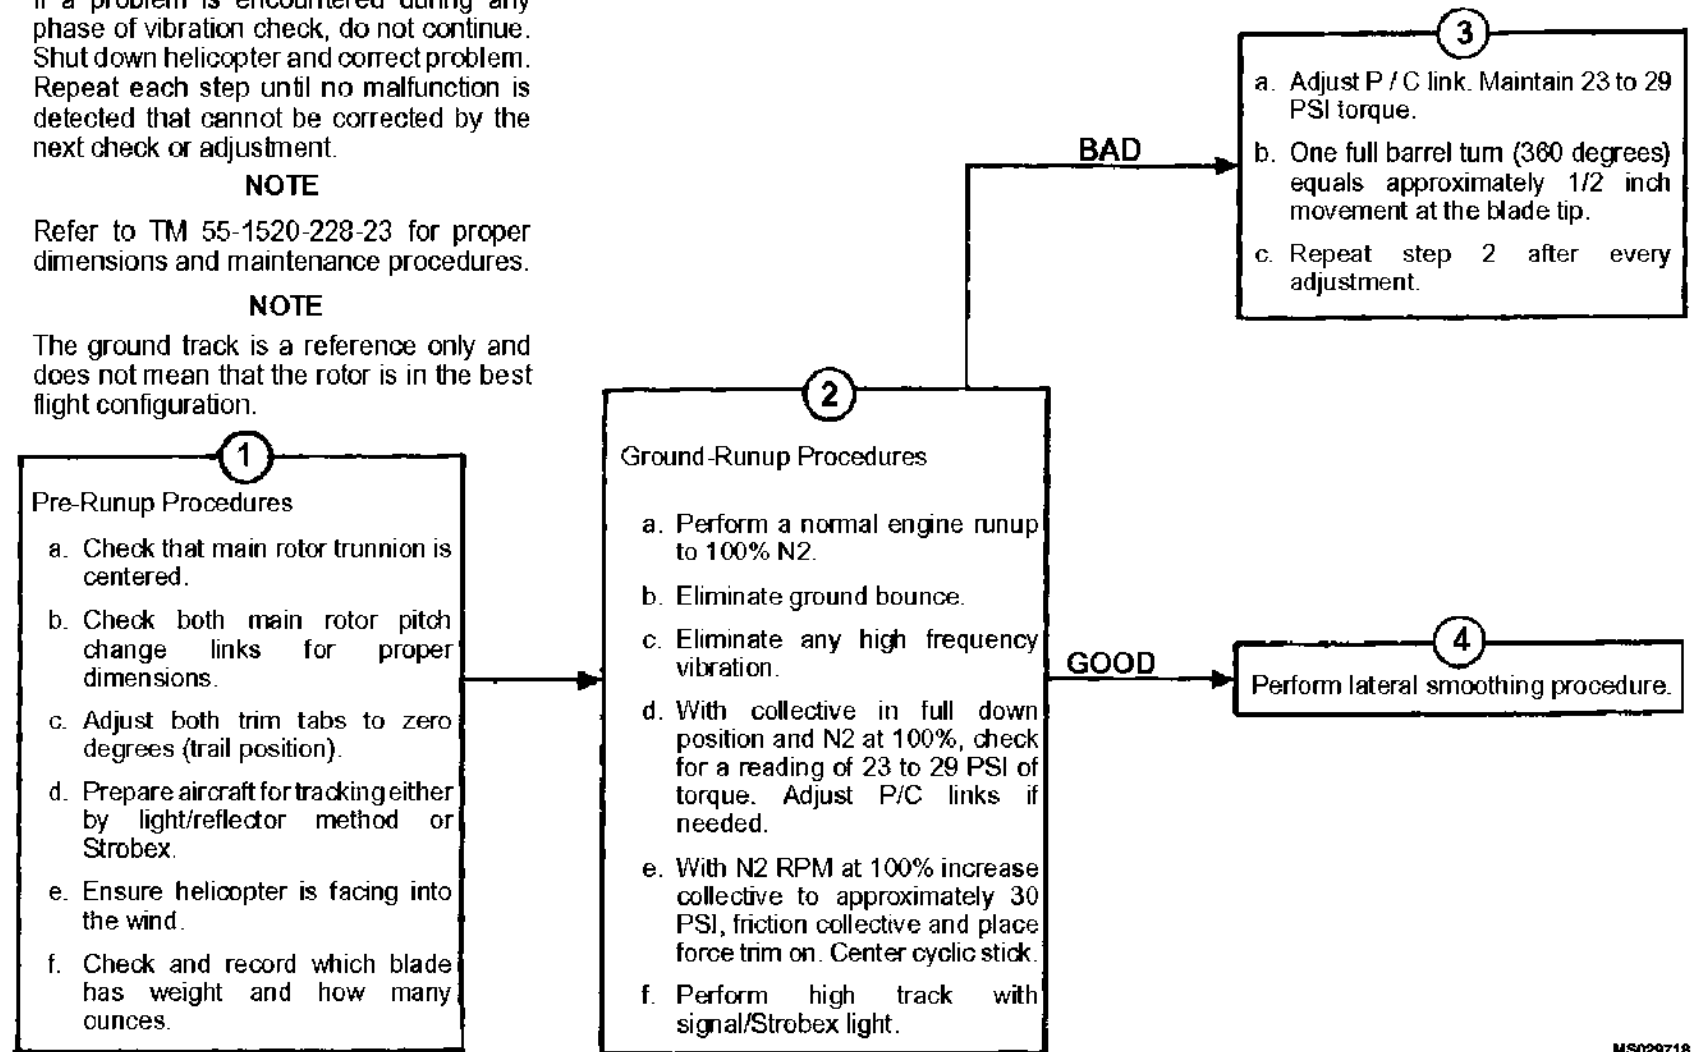 If a problem is encountered during any
phase of vibration check, do not continue.
Shut down helicopter and correct problem.
Repeat each step until no malfunction is
detected that cannot be corrected by the
next check or adjustment.
NOTE
Refer to TM 55-1520-228-23 for proper
dimensions and maintenance procedures.
NOTE
The ground track is a reference only and
does not mean that the rotor is in the best
flight configuration.
1
Pre-Runup Procedures
a. Check that main rotor trunnion is
centered.
b. Check both main rotor pitch
change links for proper
dimensions.
c. Adjust both trim tabs to zero
degrees (trail position).
d. Prepare aircraft for tracking either
by light/reflector method or
Strobex.
e. Ensure helicopter is facing into
the wind.
f. Check and record which blade
has weight and how many
ounces.
2
Ground-Runup Procedures
a. Perform a normal engine runup
to 100% N2.
b. Eliminate ground bounce.
c. Eliminate any high frequency
vibration.
d. With collective in full down
position and N2 at 100%, check
for a reading of 23 to 29 PSI of
torque. Adjust P/C links if
needed.
e. With N2 RPM at 100% increase
collective to approximately 30
PSI, friction collective and place
force trim on. Center cyclic stick.
f. Perform high track with
signal/Strobex light.
BAD
3
a. Adjust P / C link. Maintain 23 to 29
PSI torque.
b. One full barrel turn (360 degrees)
equals approximately 1/2 inch
movement at the blade tip.
c. Repeat step 2 after every
adjustment.
GOOD
4
Perform lateral smoothing procedure.
MS029718